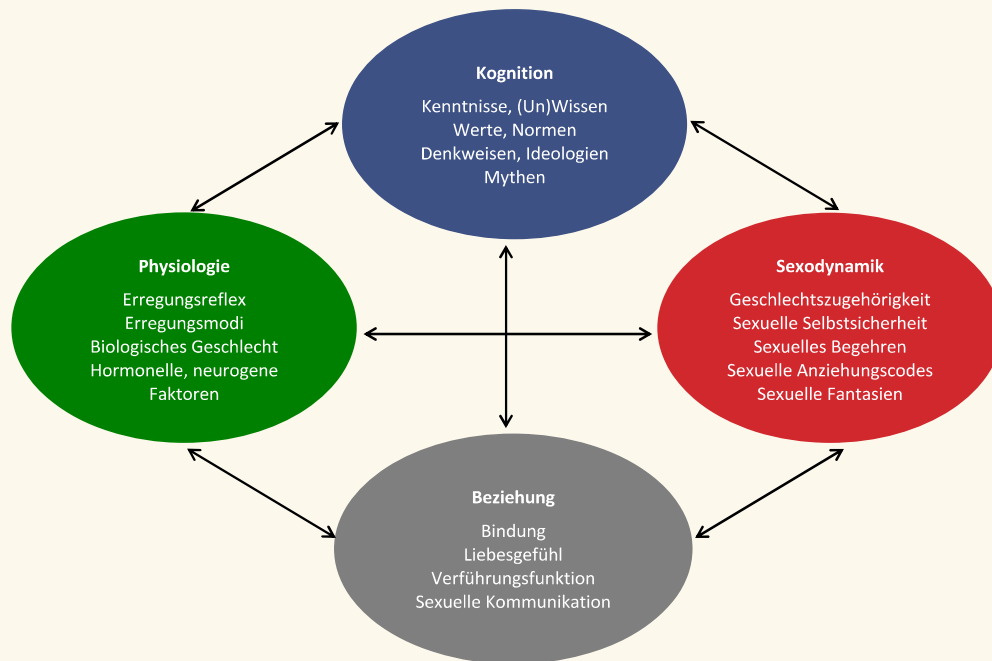 Kognition
Kenntnisse, (Un)Wissen
Werte, Normen
Denkweisen, Ideologien
Mythen
Physiologie
Erregungsreflex
Erregungsmodi
Biologisches Geschlecht
Hormonelle, neurogene
Faktoren
Sexodynamik
Geschlechtszugehörigkeit
Sexuelle Selbstsicherheit
Sexuelles Begehren
Sexuelle Anziehungscodes
Sexuelle Fantasien
Beziehung
Bindung
Liebesgefühl
Verführungsfunktion
Sexuelle Kommunikation